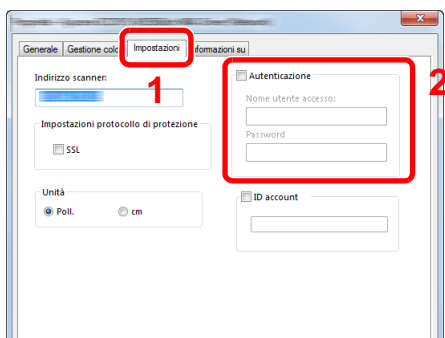 Generale Gestione colo Impostazioni nformazioni su
1
2
Indirizzo scanner:
Autenticazione
Nome utente accesso:
Password
Impostazioni protocollo di protezione
SSL
Unità
Poll. cm
ID account